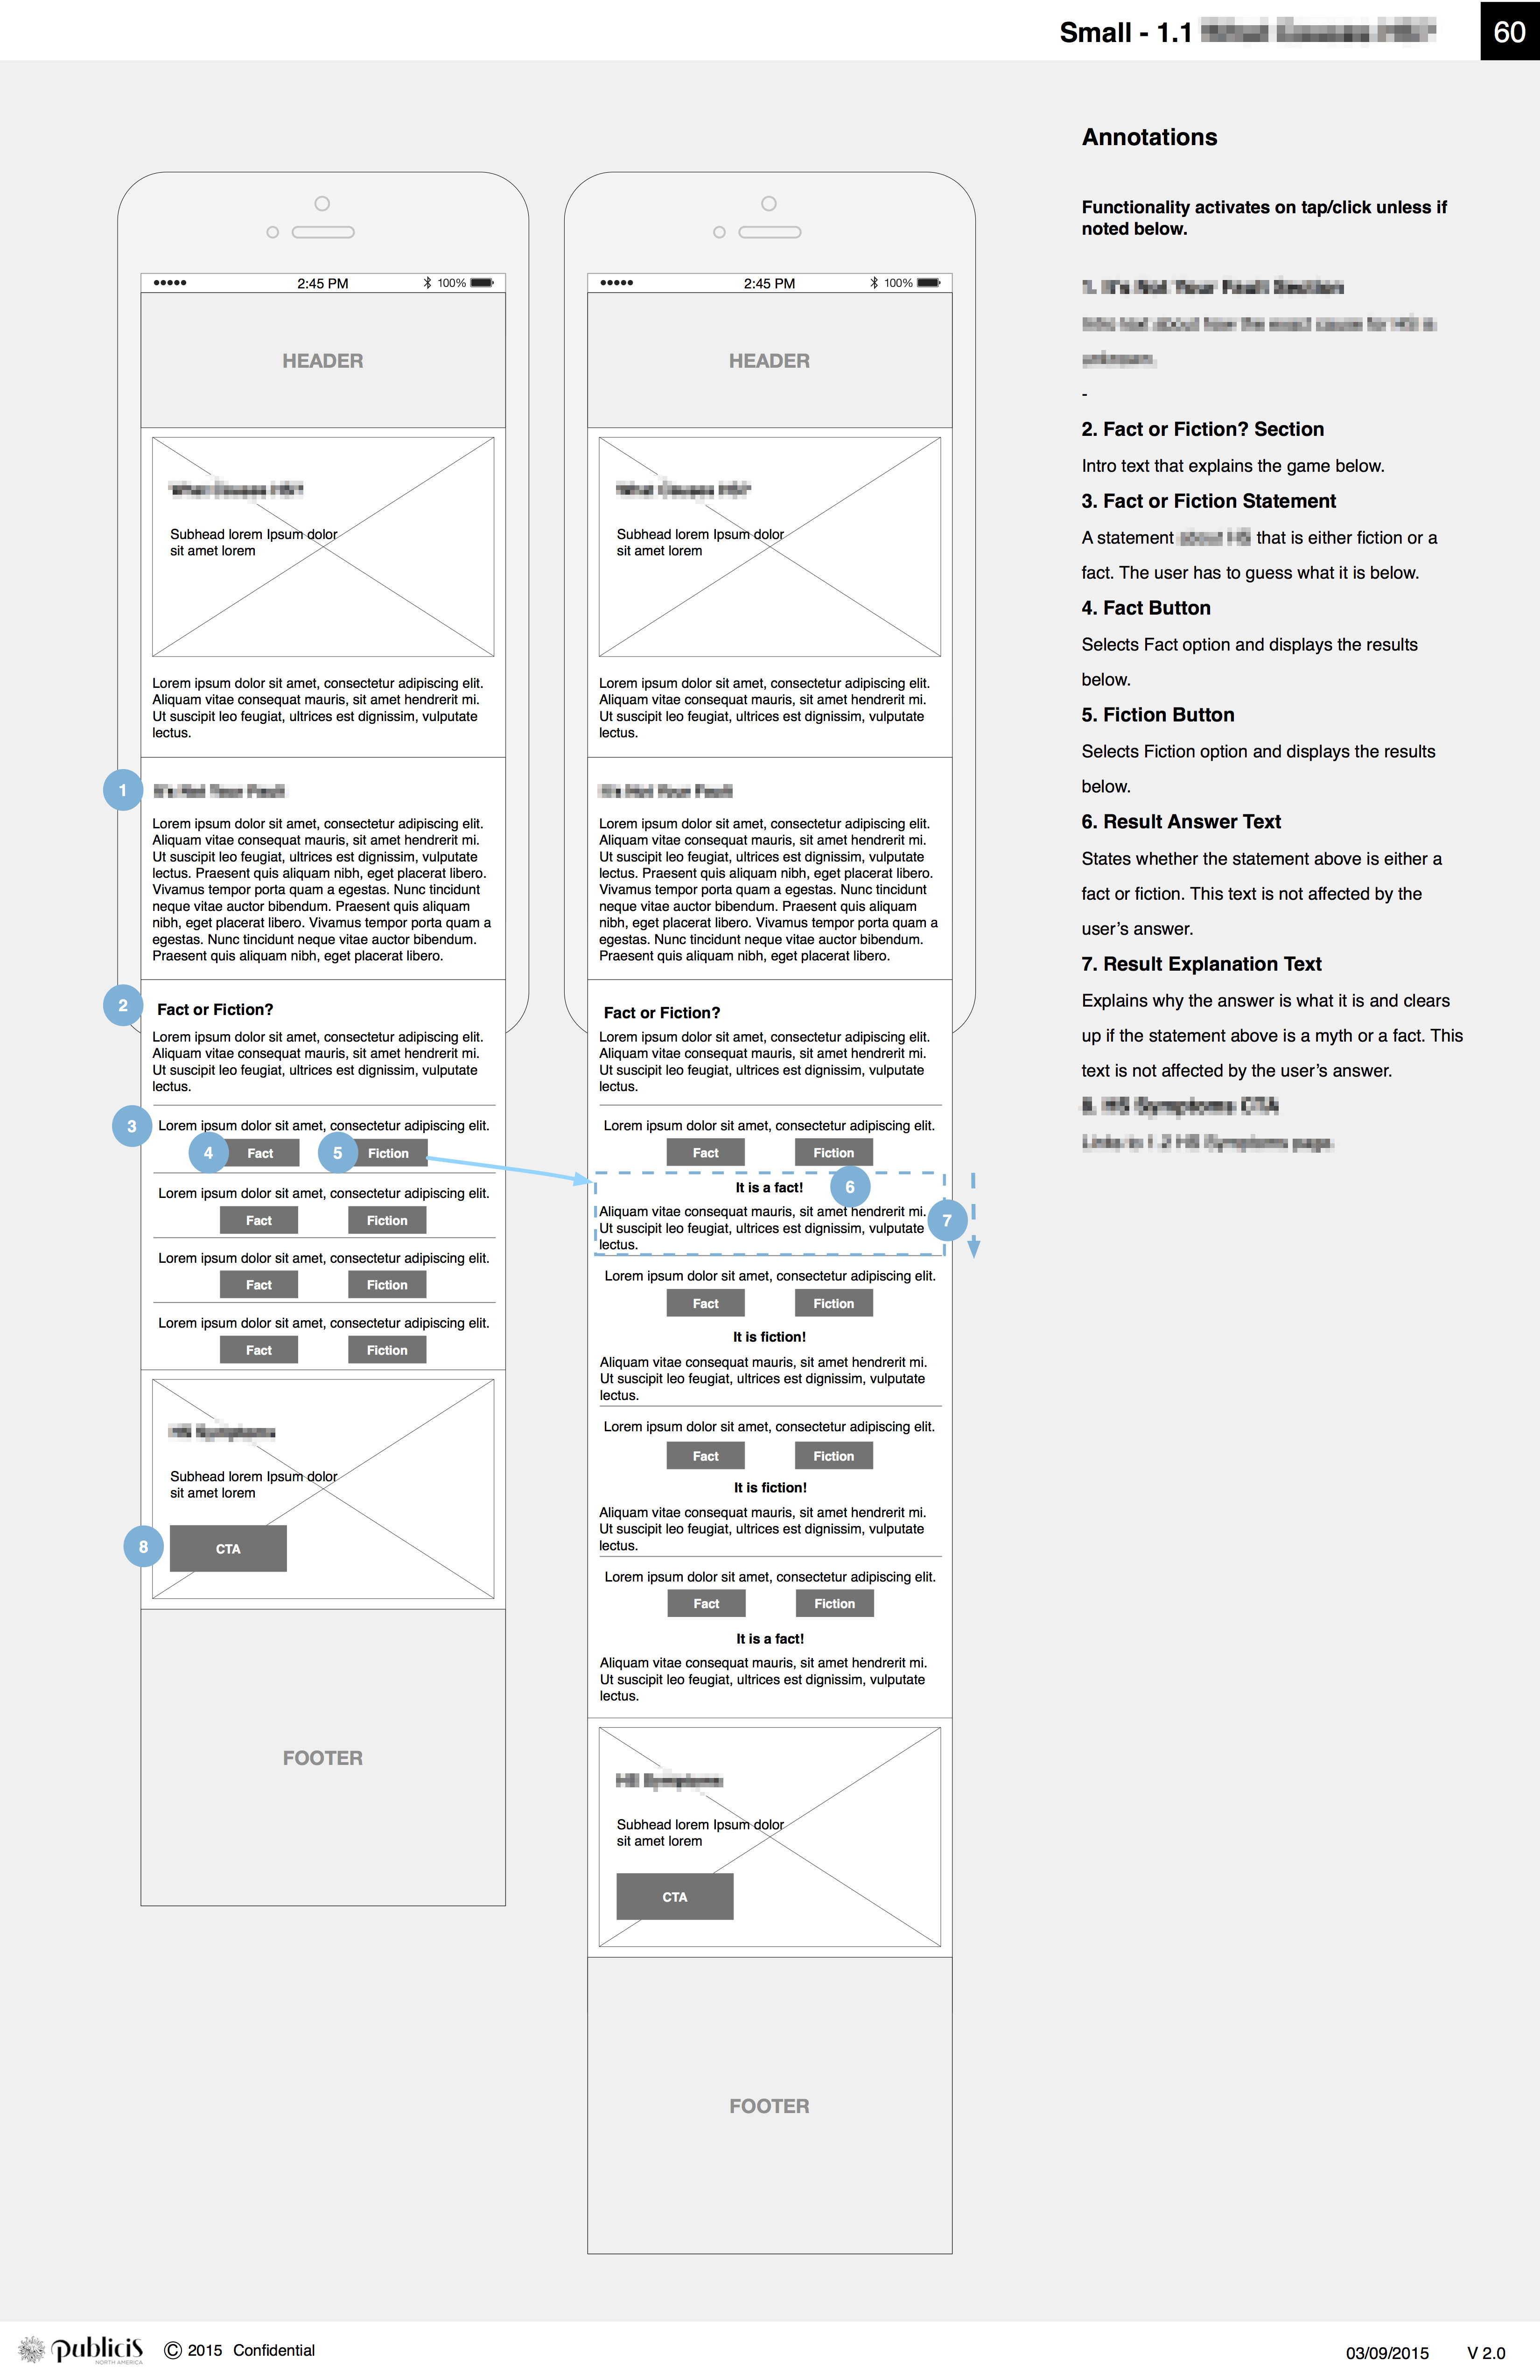 Small - 1.1
60
2:45 PM
100%
HEADER
Subhead lorem Ipsum dolor
sit amet lorem
Lorem ipsum dolor sit amet, consectetur adipiscing elit.
Aliquam vitae consequat mauris, sit amet hendrerit mi.
Ut suscipit leo feugiat, ultrices est dignissim, vulputate
lectus.
1
Lorem ipsum dolor sit amet, consectetur adipiscing elit.
Aliquam vitae consequat mauris, sit amet hendrerit mi.
Ut suscipit leo feugiat, ultrices est dignissim, vulputate
lectus. Praesent quis aliquam nibh, eget placerat libero.
Vivamus tempor porta quam a egestas. Nunc tincidunt
neque vitae auctor bibendum. Praesent quis aliquam
nibh, eget placerat libero. Vivamus tempor porta quam a
egestas. Nunc tincidunt neque vitae auctor bibendum.
Praesent quis aliquam nibh, eget placerat libero.
2
Fact or Fiction?
Lorem ipsum dolor sit amet, consectetur adipiscing elit.
Aliquam vitae consequat mauris, sit amet hendrerit mi.
Ut suscipit leo feugiat, ultrices est dignissim, vulputate
lectus.
3
Lorem ipsum dolor sit amet, consectetur adipiscing elit.
4 Fact 5 Fiction
Lorem ipsum dolor sit amet, consectetur adipiscing elit.
Fact Fiction
Lorem ipsum dolor sit amet, consectetur adipiscing elit.
Fact Fiction
Lorem ipsum dolor sit amet, consectetur adipiscing elit.
Fact Fiction
Subhead lorem Ipsum dolor
sit amet lorem
8 CTA
FOOTER
2:45 PM
100%
HEADER
Subhead lorem Ipsum dolor
sit amet lorem
Lorem ipsum dolor sit amet, consectetur adipiscing elit.
Aliquam vitae consequat mauris, sit amet hendrerit mi.
Ut suscipit leo feugiat, ultrices est dignissim, vulputate
lectus.
Lorem ipsum dolor sit amet, consectetur adipiscing elit.
Aliquam vitae consequat mauris, sit amet hendrerit mi.
Ut suscipit leo feugiat, ultrices est dignissim, vulputate
lectus. Praesent quis aliquam nibh, eget placerat libero.
Vivamus tempor porta quam a egestas. Nunc tincidunt
neque vitae auctor bibendum. Praesent quis aliquam
nibh, eget placerat libero. Vivamus tempor porta quam a
egestas. Nunc tincidunt neque vitae auctor bibendum.
Praesent quis aliquam nibh, eget placerat libero.
Fact or Fiction?
Lorem ipsum dolor sit amet, consectetur adipiscing elit.
Aliquam vitae consequat mauris, sit amet hendrerit mi.
Ut suscipit leo feugiat, ultrices est dignissim, vulputate
lectus.
Lorem ipsum dolor sit amet, consectetur adipiscing elit.
Fact Fiction
It is a fact! 6
Aliquam vitae consequat mauris, sit amet hendrerit mi. 7
Ut suscipit leo feugiat, ultrices est dignissim, vulputate
lectus.
Lorem ipsum dolor sit amet, consectetur adipiscing elit.
Fact Fiction
It is fiction!
Aliquam vitae consequat mauris, sit amet hendrerit mi.
Ut suscipit leo feugiat, ultrices est dignissim, vulputate
lectus.
Lorem ipsum dolor sit amet, consectetur adipiscing elit.
Fact Fiction
It is fiction!
Aliquam vitae consequat mauris, sit amet hendrerit mi.
Ut suscipit leo feugiat, ultrices est dignissim, vulputate
lectus.
Lorem ipsum dolor sit amet, consectetur adipiscing elit.
Fact Fiction
It is a fact!
Aliquam vitae consequat mauris, sit amet hendrerit mi.
Ut suscipit leo feugiat, ultrices est dignissim, vulputate
lectus.
Subhead lorem Ipsum dolor
sit amet lorem
CTA
FOOTER
Annotations
Functionality activates on tap/click unless if
noted below.
-
2. Fact or Fiction? Section
Intro text that explains the game below.
3. Fact or Fiction Statement
A statement that is either fiction or a
fact. The user has to guess what it is below.
4. Fact Button
Selects Fact option and displays the results
below.
5. Fiction Button
Selects Fiction option and displays the results
below.
6. Result Answer Text
States whether the statement above is either a
fact or fiction. This text is not affected by the
user's answer.
7. Result Explanation Text
Explains why the answer is what it is and clears
up if the statement above is a myth or a fact. This
text is not affected by the user's answer.
publicis
NORTH AMERICA
© 2015 Confidential
03/09/2015 V 2.0